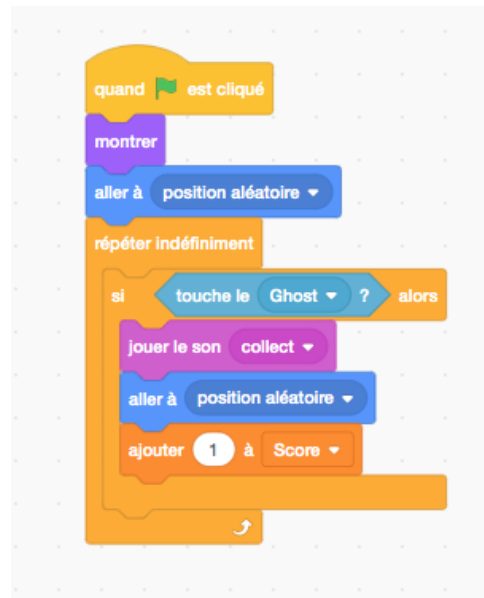 quand est cliqué
montrer
aller à position aléatoire
répéter indéfiniment
si touche le Ghost ? alors
jouer le son collect
aller à position aléatoire
ajouter 1 à Score